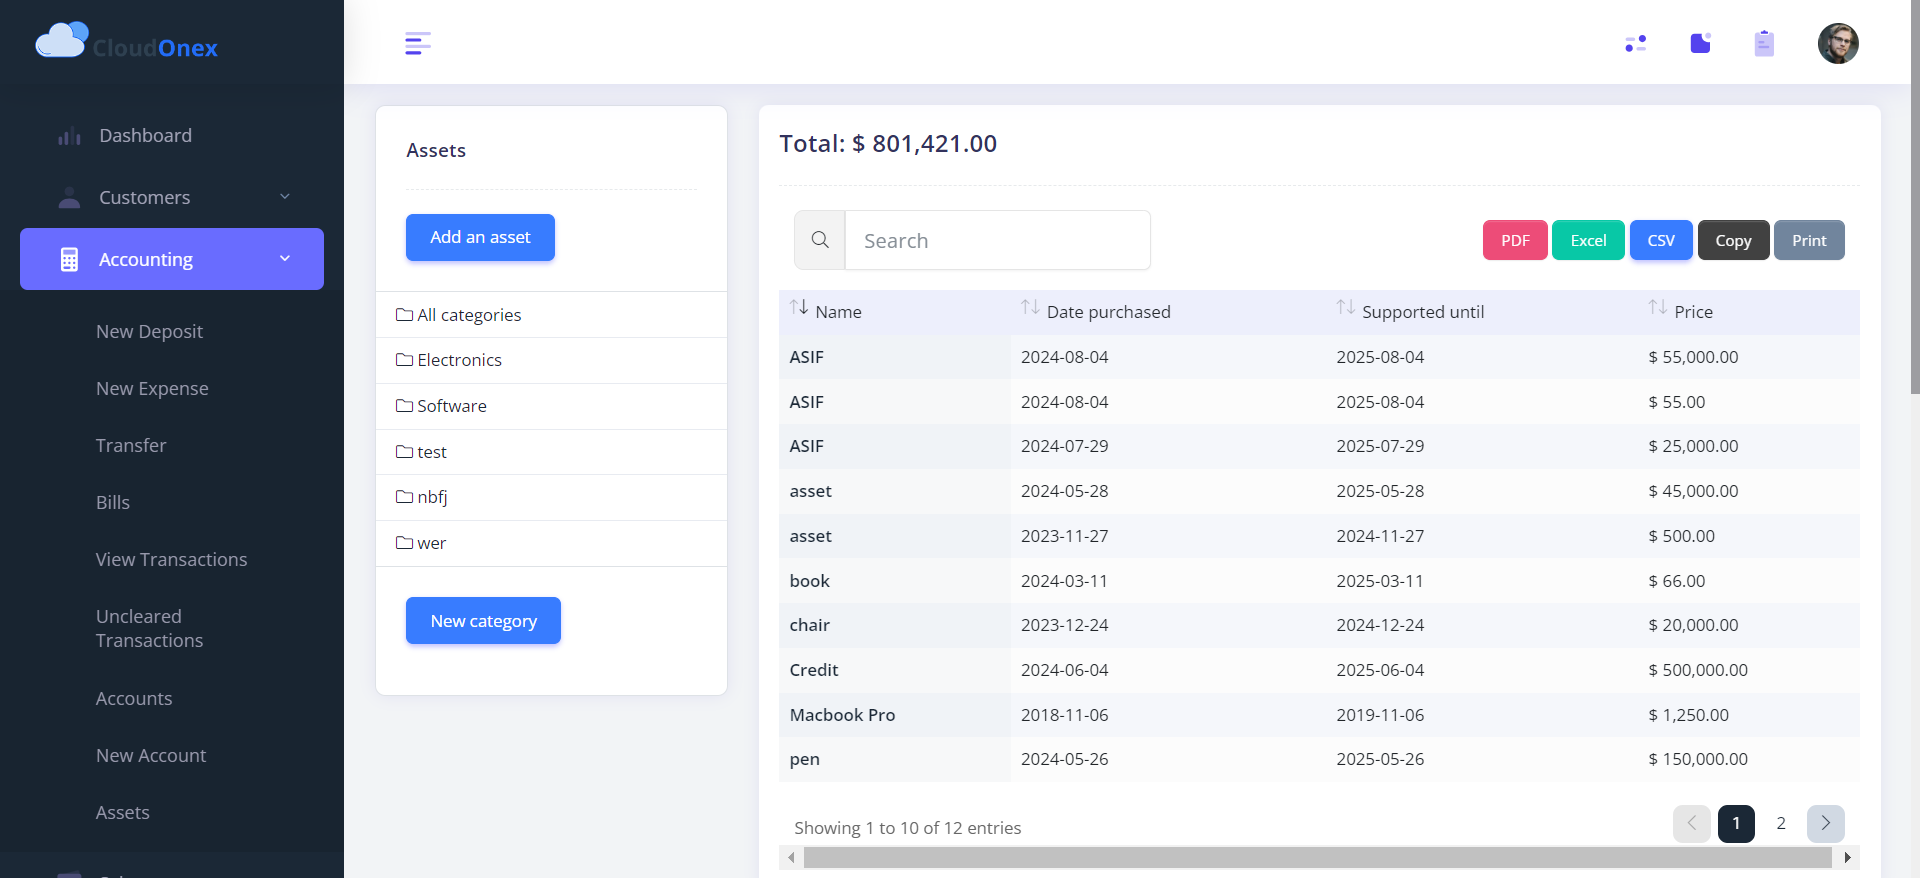 CloudOnex
Dashboard
Customers
Accounting
New Deposit
New Expense
Transfer
Bills
View Transactions
Uncleared
Transactions
Accounts
New Account
Assets
Assets
Add an asset
All categories
Electronics
Software
test
nbfj
wer
New category
Total: $ 801,421.00
Search
PDF Excel CSV Copy Print
Name Date purchased Supported until Price
ASIF 2024-08-04 2025-08-04 $ 55,000.00
ASIF 2024-08-04 2025-08-04 $ 55.00
ASIF 2024-07-29 2025-07-29 $ 25,000.00
asset 2024-05-28 2025-05-28 $ 45,000.00
asset 2023-11-27 2024-11-27 $ 500.00
book 2024-03-11 2025-03-11 $ 66.00
chair 2023-12-24 2024-12-24 $ 20,000.00
Credit 2024-06-04 2025-06-04 $ 500,000.00
Macbook Pro 2018-11-06 2019-11-06 $ 1,250.00
pen 2024-05-26 2025-05-26 $ 150,000.00
Showing 1 to 10 of 12 entries
1 2